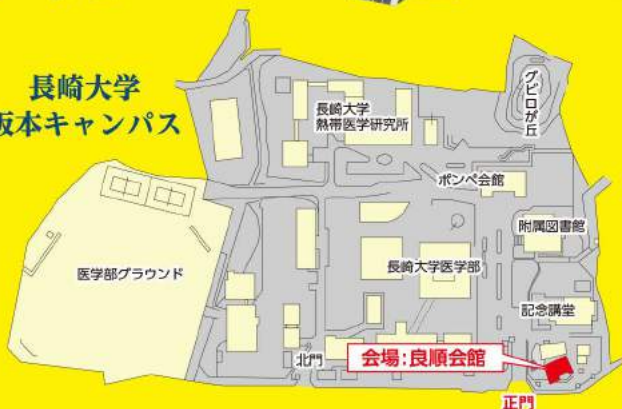 長崎大学
坂本キャンパス
グビロが丘
長崎大学
熱帯医学研究所
ポンペ会館
附属図書館
医学部グラウンド
長崎大学医学部
記念講堂
北門
会場:良順会館
正門